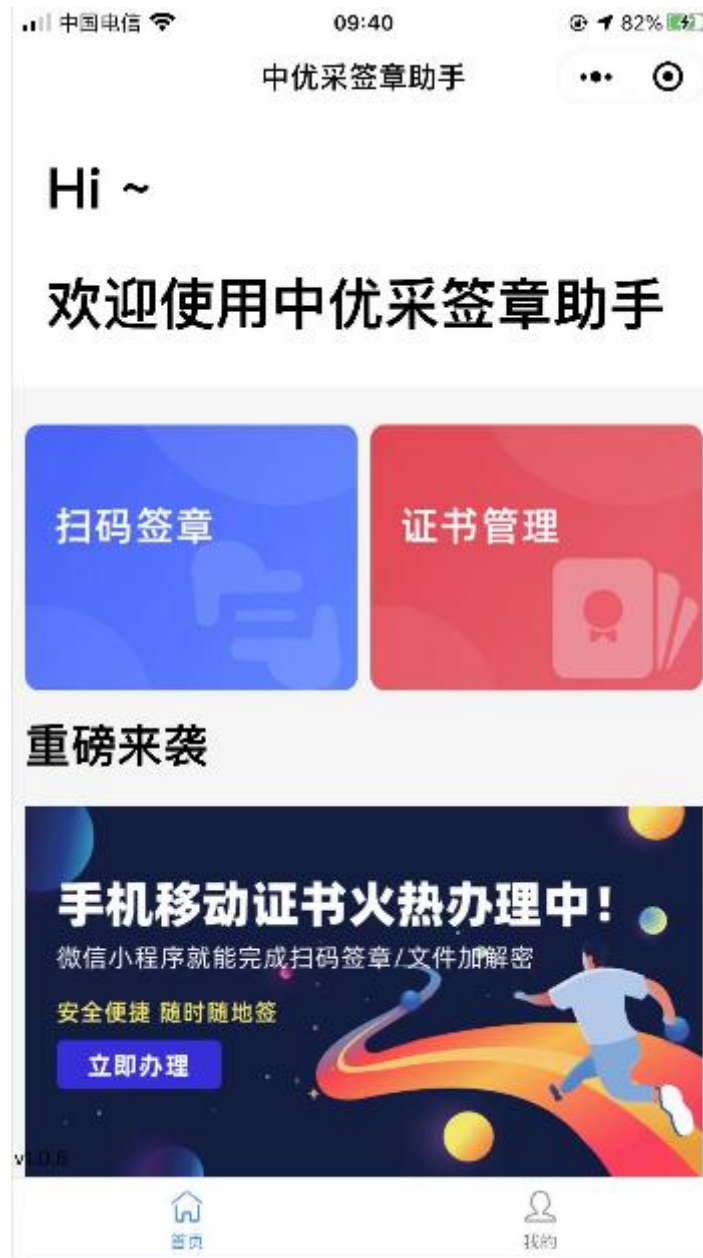 中国电信 09:40 82%
中优采签章助手
Hi ~
欢迎使用中优采签章助手
扫码签章 证书管理
重磅来袭
手机移动证书火热办理中!
微信小程序就能完成扫码签章/文件加解密
安全便捷 随时随地签
立即办理
v1.0.6
首页 我的